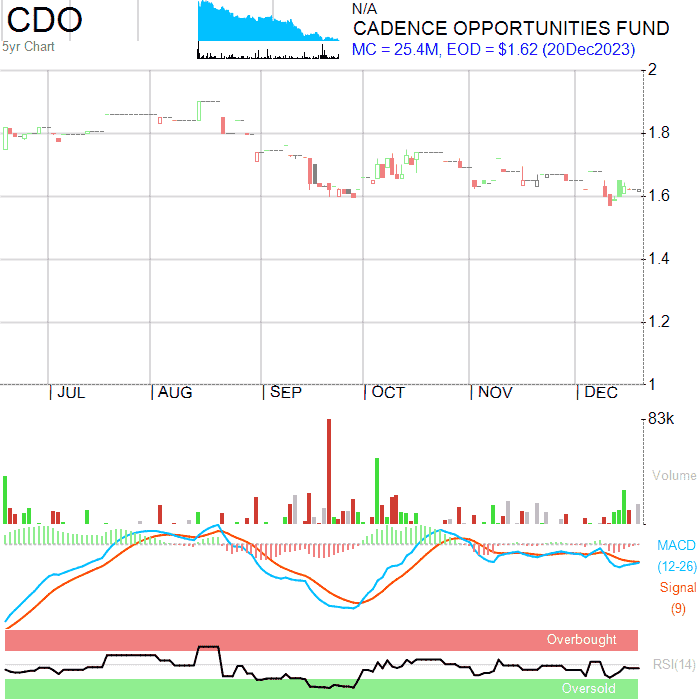 CDO
5yr Chart
N/A
CADENCE OPPORTUNITIES FUND
MC = 25.4M, EOD = $1.62 (20Dec2023)
2
1.8
1.6
1.4
1.2
1
JUL AUG SEP OCT NOV DEC
83k
Volume
MACD
(12-26)
Signal
(9)
Overbought
RSI(14)
Oversold